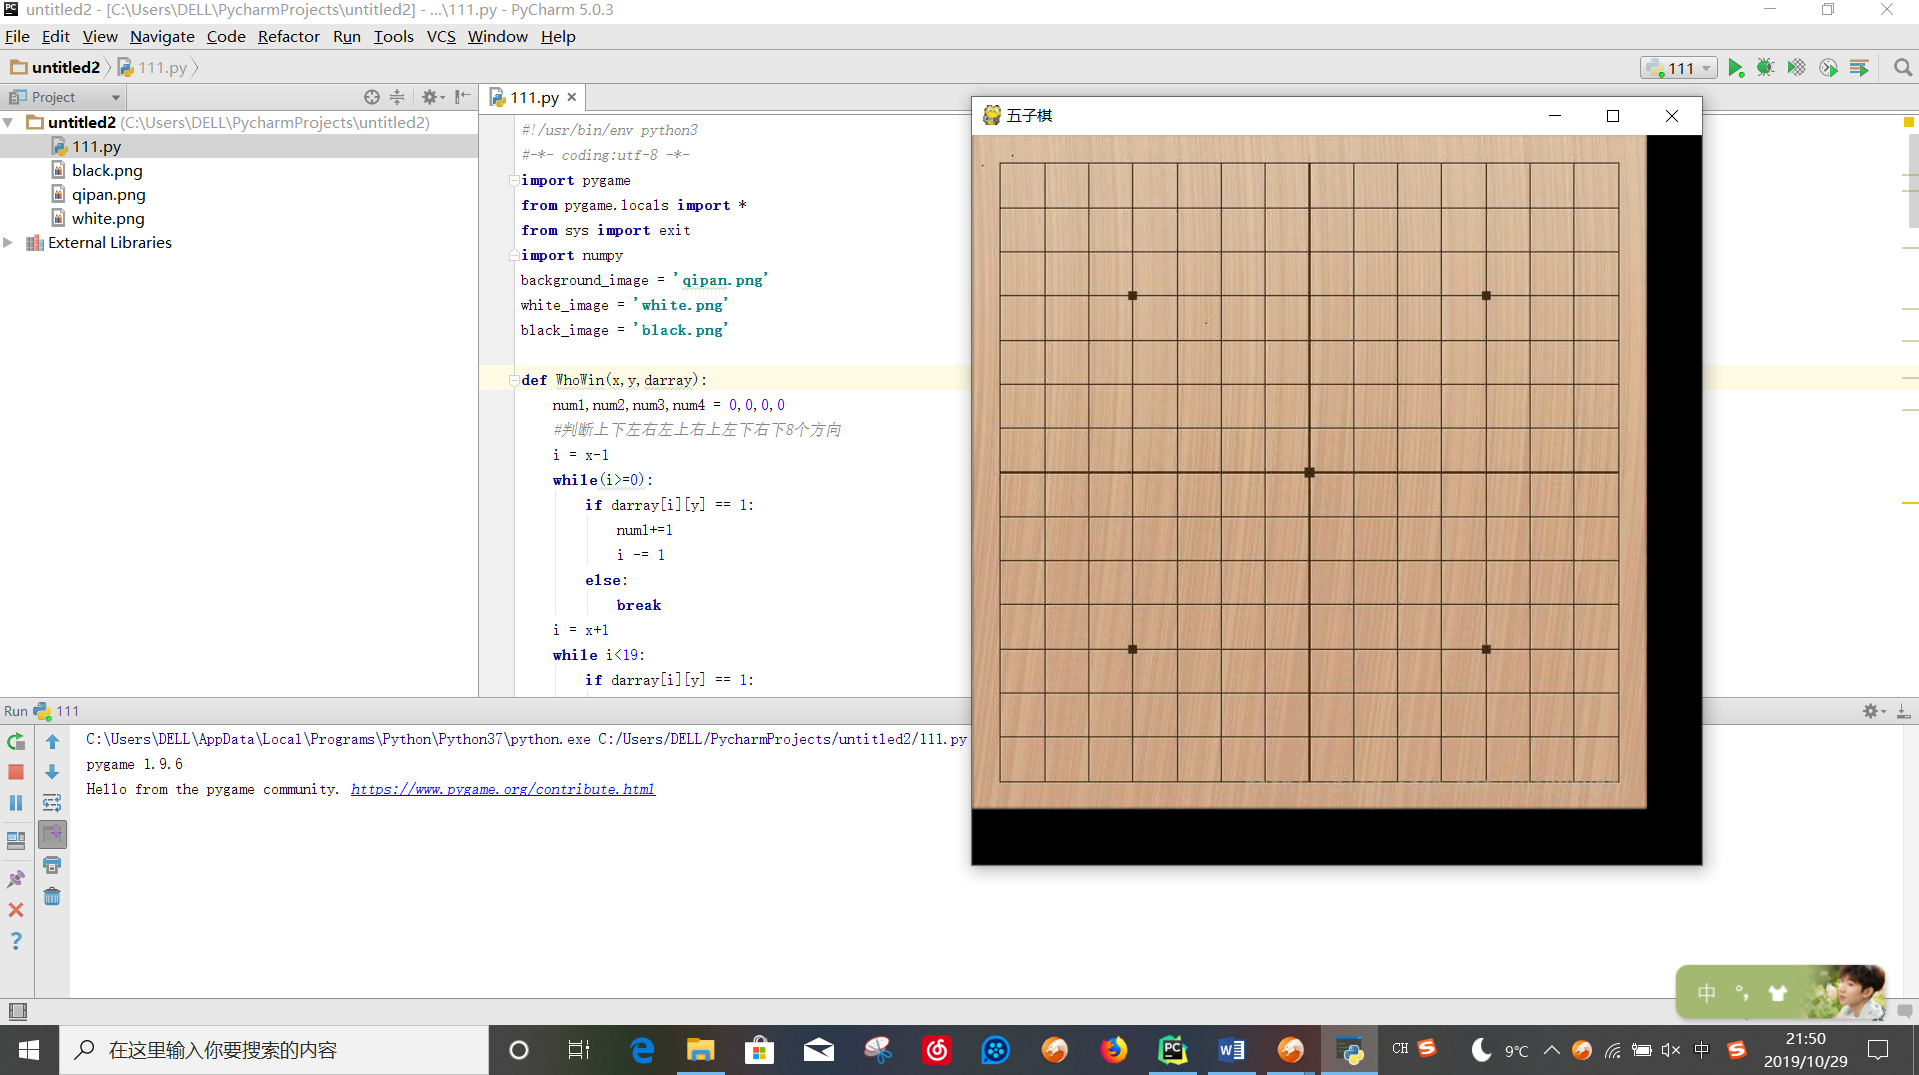 untitled2 - [C:\Users\DELL\PycharmProjects\untitled2] - ...\111.py - PyCharm 5.0.3
File Edit View Navigate Code Refactor Run Tools VCS Window Help
untitled2 111.py
111
Project
111.py
untitled2 (C:\Users\DELL\PycharmProjects\untitled2)
111.py
black.png
qipan.png
white.png
External Libraries
#!/usr/bin/env python3
#-*- coding:utf-8 -*-
import pygame
from pygame.locals import *
from sys import exit
import numpy
background_image = 'qipan.png'
white_image = 'white.png'
black_image = 'black.png'
def WhoWin(x,y,darray):
num1,num2,num3,num4 = 0,0,0,0
#判断上下左右左上右上左下右下8个方向
i = x-1
while(i>=0):
if darray[i][y] == 1:
num1+=1
i -= 1
else:
break
i = x+1
while i<19:
if darray[i][y] == 1:
五子棋
Run 111
C:\Users\DELL\AppData\Local\Programs\Python\Python37\python.exe C:/Users/DELL/PycharmProjects/untitled2/111.py
pygame 1.9.6
Hello from the pygame community. https://www.pygame.org/contribute.html
中 °,
在这里输入你要搜索的内容
CH
9°C
中
21:50
2019/10/29